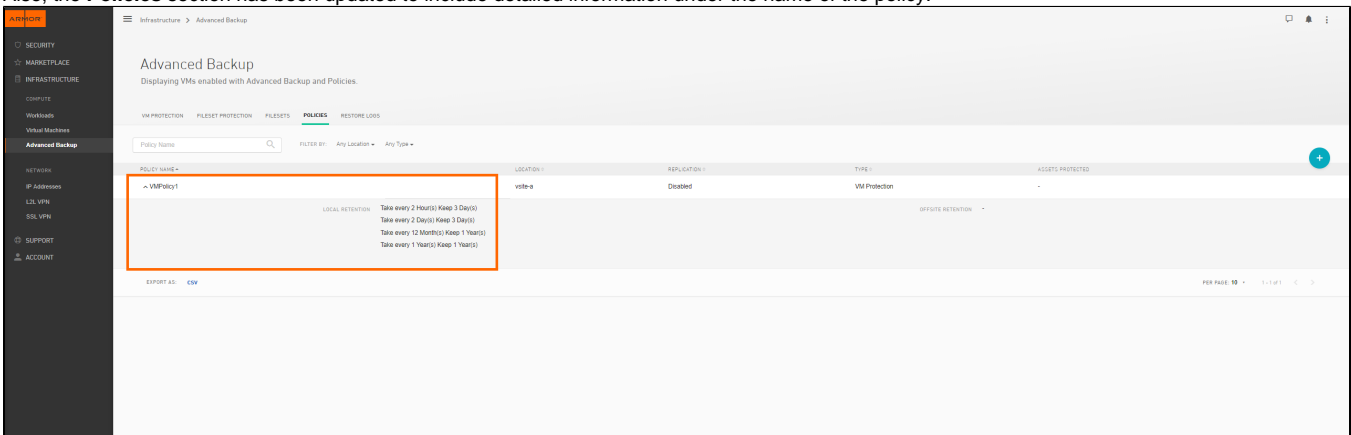 Also, the Policies section has been updated to include detailed information under the name of the policy.
ARMOR
Infrastructure > Advanced Backup
SECURITY
MARKETPLACE
INFRASTRUCTURE
COMPUTE
Workloads
Virtual Machines
Advanced Backup
NETWORK
IP Addresses
L2L VPN
SSL VPN
SUPPORT
ACCOUNT
Advanced Backup
Displaying VMs enabled with Advanced Backup and Policies.
VM PROTECTION FILESET PROTECTION FILESETS POLICIES RESTORE LOGS
Policy Name FILTER BY: Any Location Any Type
POLICY NAME LOCATION REPLICATION TYPE ASSETS PROTECTED
VMPolicy1 vsite-a Disabled VM Protection -
LOCAL RETENTION Take every 2 Hour(s) Keep 3 Day(s) OFFSITE RETENTION -
Take every 2 Day(s) Keep 3 Day(s)
Take every 12 Month(s) Keep 1 Year(s)
Take every 1 Year(s) Keep 1 Year(s)
EXPORT AS: CSV PER PAGE: 10 1-1 of 1